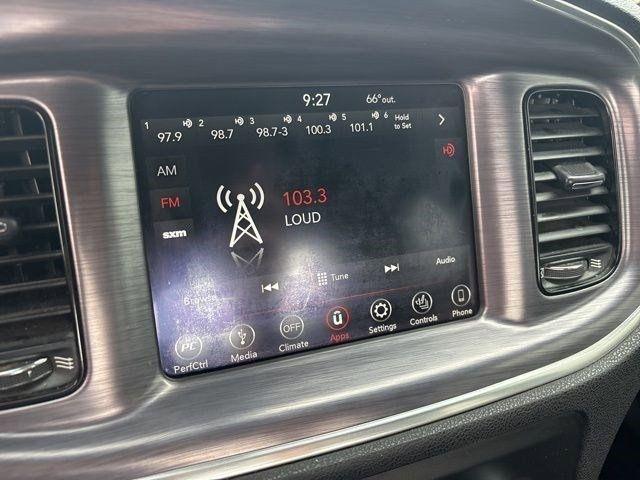 9:27 66° out.
1 97.9 2 98.7 3 98.7-3 4 100.3 5 101.1 6 Hold to Set
AM
FM 103.3
LOUD
sxm
Browse Tune Audio
PerfCtrl Media OFF Climate Apps Settings Controls Phone